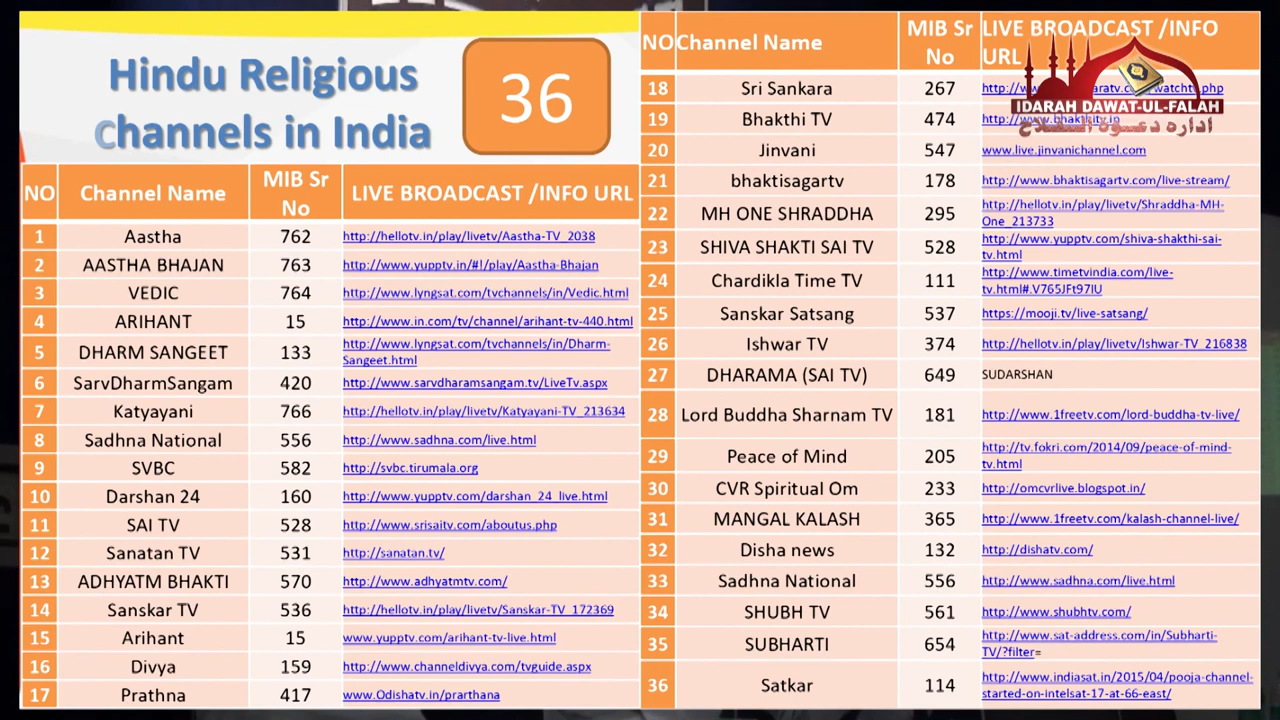 Hindu Religious
Channels in India
36
NO Channel Name MIB Sr No LIVE BROADCAST /INFO URL
1 Aastha 762 http://hellotv.in/play/livetv/Aastha-TV_2038
2 AASTHA BHAJAN 763 http://www.yupptv.in/#!/play/Aastha-Bhajan
3 VEDIC 764 http://www.lyngsat.com/tvchannels/in/Vedic.html
4 ARIHANT 15 http://www.in.com/tv/channel/arihant-tv-440.html
5 DHARM SANGEET 133 http://www.lyngsat.com/tvchannels/in/Dharm-
Sangeet.html
6 SarvDharmSangam 420 http://www.sarvdharamsangam.tv/LiveTv.aspx
7 Katyayani 766 http://hellotv.in/play/livetv/Katyayani-TV_213634
8 Sadhna National 556 http://www.sadhna.com/live.html
9 SVBC 582 http://svbc.tirumala.org
10 Darshan 24 160 http://www.yupptv.com/darshan_24_live.html
11 SAI TV 528 http://www.srisaitv.com/aboutus.php
12 Sanatan TV 531 http://sanatan.tv/
13 ADHYATM BHAKTI 570 http://www.adhyatmtv.com/
14 Sanskar TV 536 http://hellotv.in/play/livetv/Sanskar-TV_172369
15 Arihant 15 www.yupptv.com/arihant-tv-live.html
16 Divya 159 http://www.channeldivya.com/tvguide.aspx
17 Prathna 417 www.Odishatv.in/prarthana
NO Channel Name MIB Sr No LIVE BROADCAST /INFO URL
18 Sri Sankara 267
19 Bhakthi TV 474 http://www.bhakthitv.in
20 Jinvani 547 www.live.jinvanichannel.com
21 bhaktisagartv 178 http://www.bhaktisagartv.com/live-stream/
22 MH ONE SHRADDHA 295 http://hellotv.in/play/livetv/Shraddha-MH-
One_213733
23 SHIVA SHAKTI SAI TV 528 http://www.yupptv.com/shiva-shakthi-sai-
tv.html
24 Chardikla Time TV 111 http://www.timetvindia.com/live-
tv.html#.V765JFt97IU
25 Sanskar Satsang 537 https://mooji.tv/live-satsang/
26 Ishwar TV 374 http://hellotv.in/play/livetv/Ishwar-TV_216838
27 DHARAMA (SAI TV) 649 SUDARSHAN
28 Lord Buddha Sharnam TV 181 http://www.1freetv.com/lord-buddha-tv-live/
29 Peace of Mind 205 http://tv.fokri.com/2014/09/peace-of-mind-
tv.html
30 CVR Spiritual Om 233 http://omcvrlive.blogspot.in/
31 MANGAL KALASH 365 http://www.1freetv.com/kalash-channel-live/
32 Disha news 132 http://dishatv.com/
33 Sadhna National 556 http://www.sadhna.com/live.html
34 SHUBH TV 561 http://www.shubhtv.com/
35 SUBHARTI 654 http://www.sat-address.com/in/Subharti-
TV/?filter=
36 Satkar 114 http://www.indiasat.in/2015/04/pooja-channel-
started-on-intelsat-17-at-66-east/
IDARAH DAWAT-UL-FALAH
ادارہ دعوۃ الفلاح